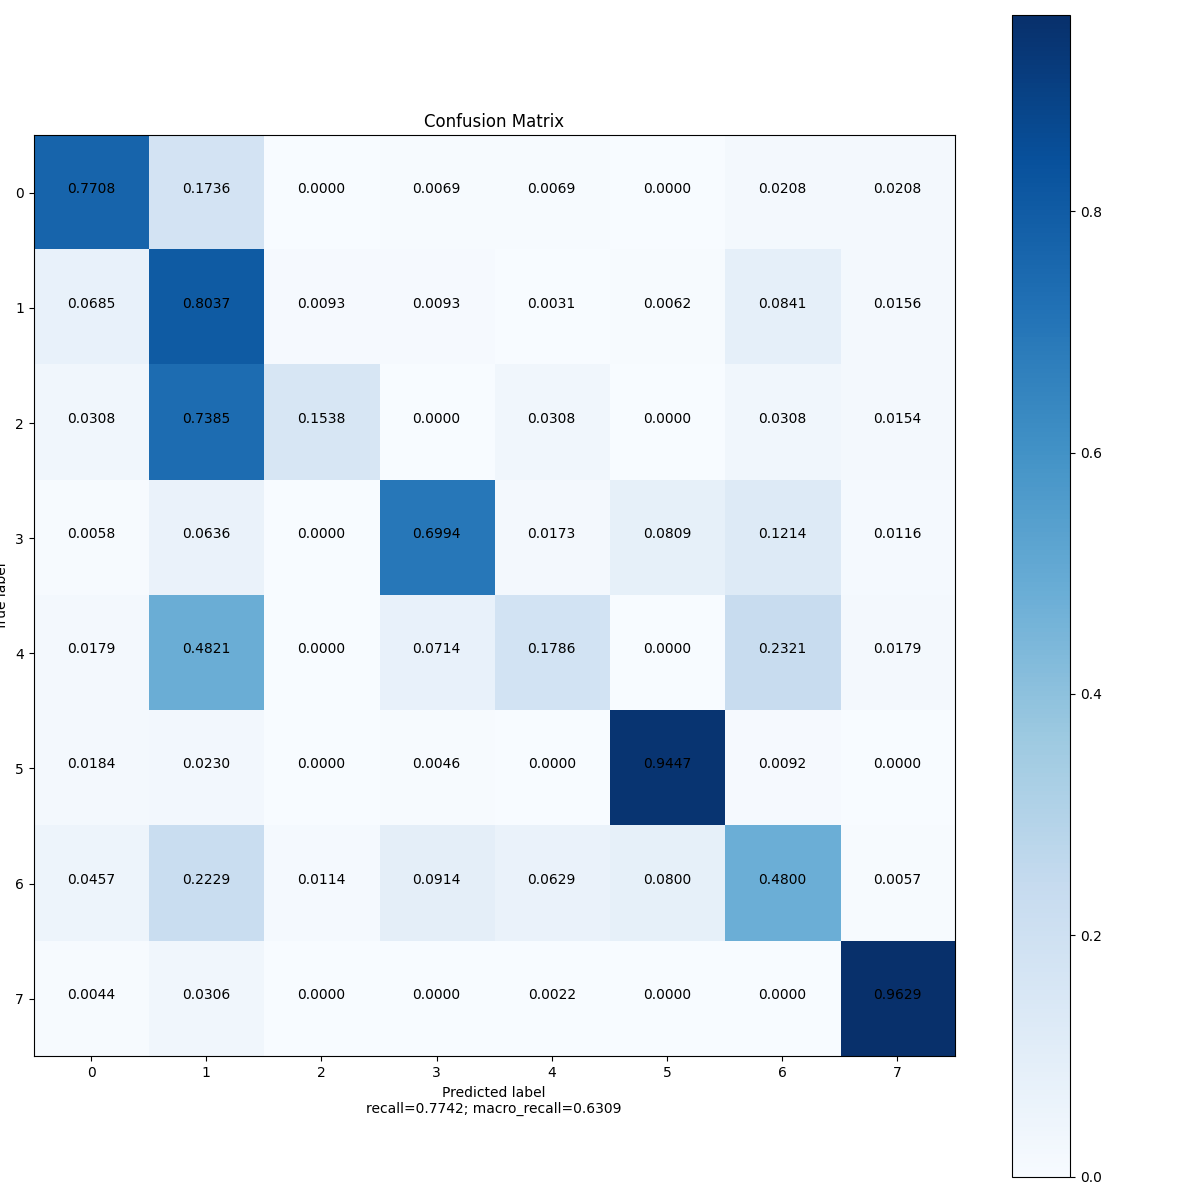 Confusion Matrix
0 0.7708 0.1736 0.0000 0.0069 0.0069 0.0000 0.0208 0.0208
1 0.0685 0.8037 0.0093 0.0093 0.0031 0.0062 0.0841 0.0156
2 0.0308 0.7385 0.1538 0.0000 0.0308 0.0000 0.0308 0.0154
3 0.0058 0.0636 0.0000 0.6994 0.0173 0.0809 0.1214 0.0116
4 0.0179 0.4821 0.0000 0.0714 0.1786 0.0000 0.2321 0.0179
5 0.0184 0.0230 0.0000 0.0046 0.0000 0.9447 0.0092 0.0000
6 0.0457 0.2229 0.0114 0.0914 0.0629 0.0800 0.4800 0.0057
7 0.0044 0.0306 0.0000 0.0000 0.0022 0.0000 0.0000 0.9629
0 1 2 3 4 5 6 7
Predicted label
recall=0.7742; macro_recall=0.6309
0.8
0.6
0.4
0.2
0.0